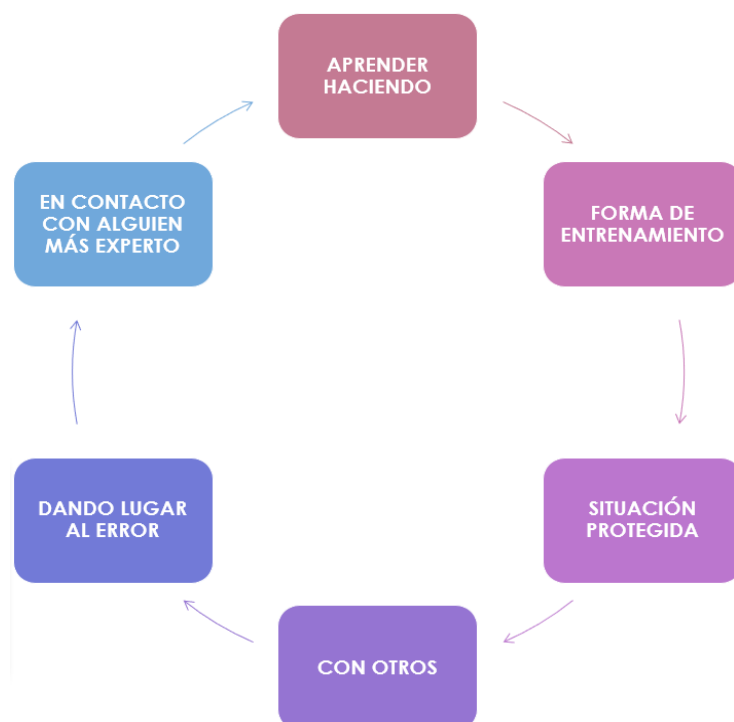 APRENDER
HACIENDO
FORMA DE
ENTRENAMIENTO
SITUACIÓN
PROTEGIDA
CON OTROS
DANDO LUGAR
AL ERROR
EN CONTACTO
CON ALGUIEN
MÁS EXPERTO